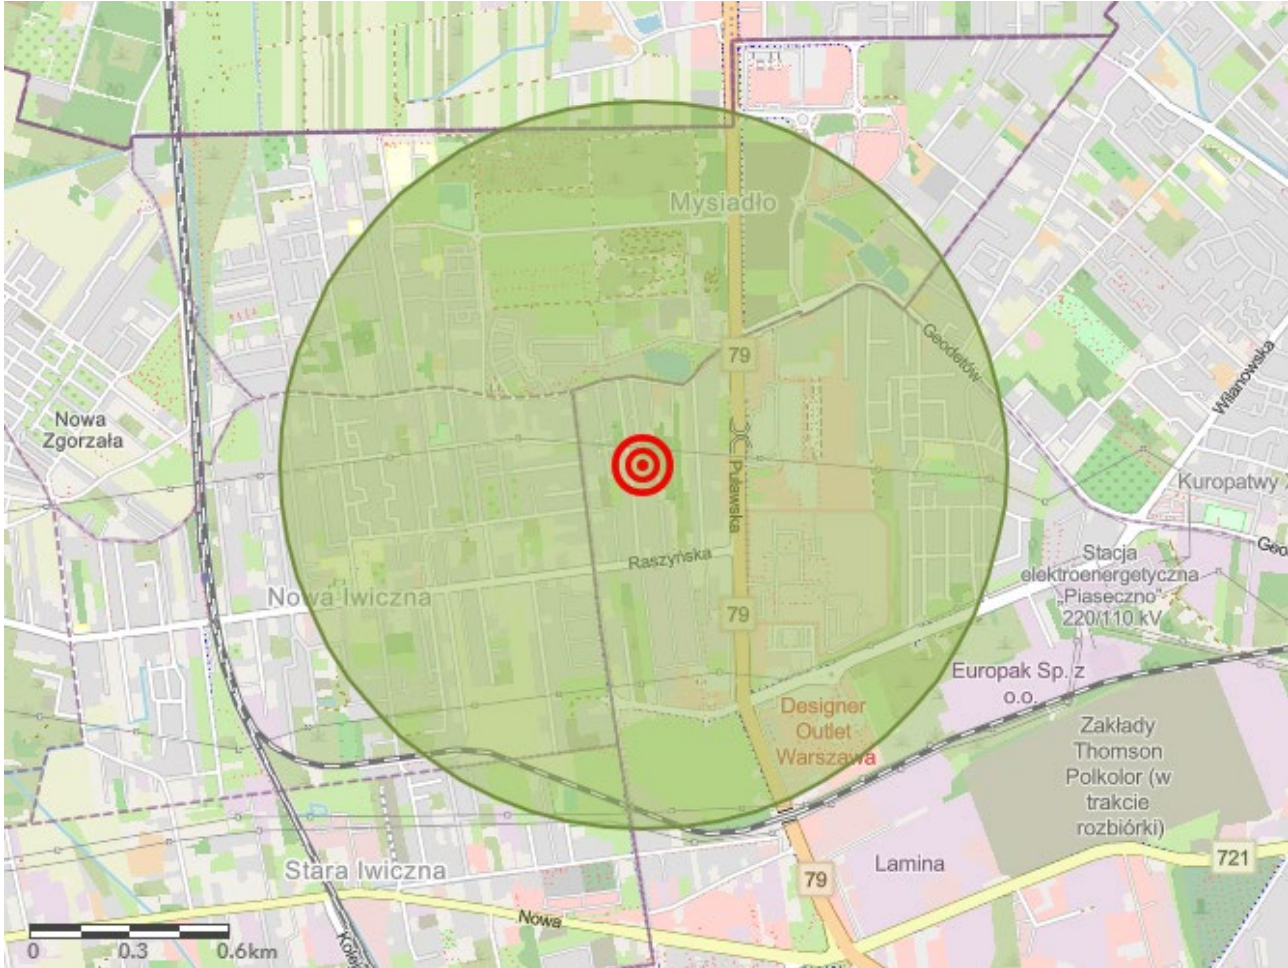 Mysiadło
79
Geodetów
Wilanowska
Nowa
Zgorzała
Puławska
Kuropatwy
Raszyńska
Stacja
elektroenergetyczna
„Piaseczno”
220/110 kV
Nowa Iwiczna
79
Europak Sp. z
o.o.
Designer
Outlet
Warszawa
Zakłady
Thomson
Polkolor (w
trakcie
rozbiórki)
Stara Iwiczna
79
Lamina
721
Nowa
0
0.3
0.6km